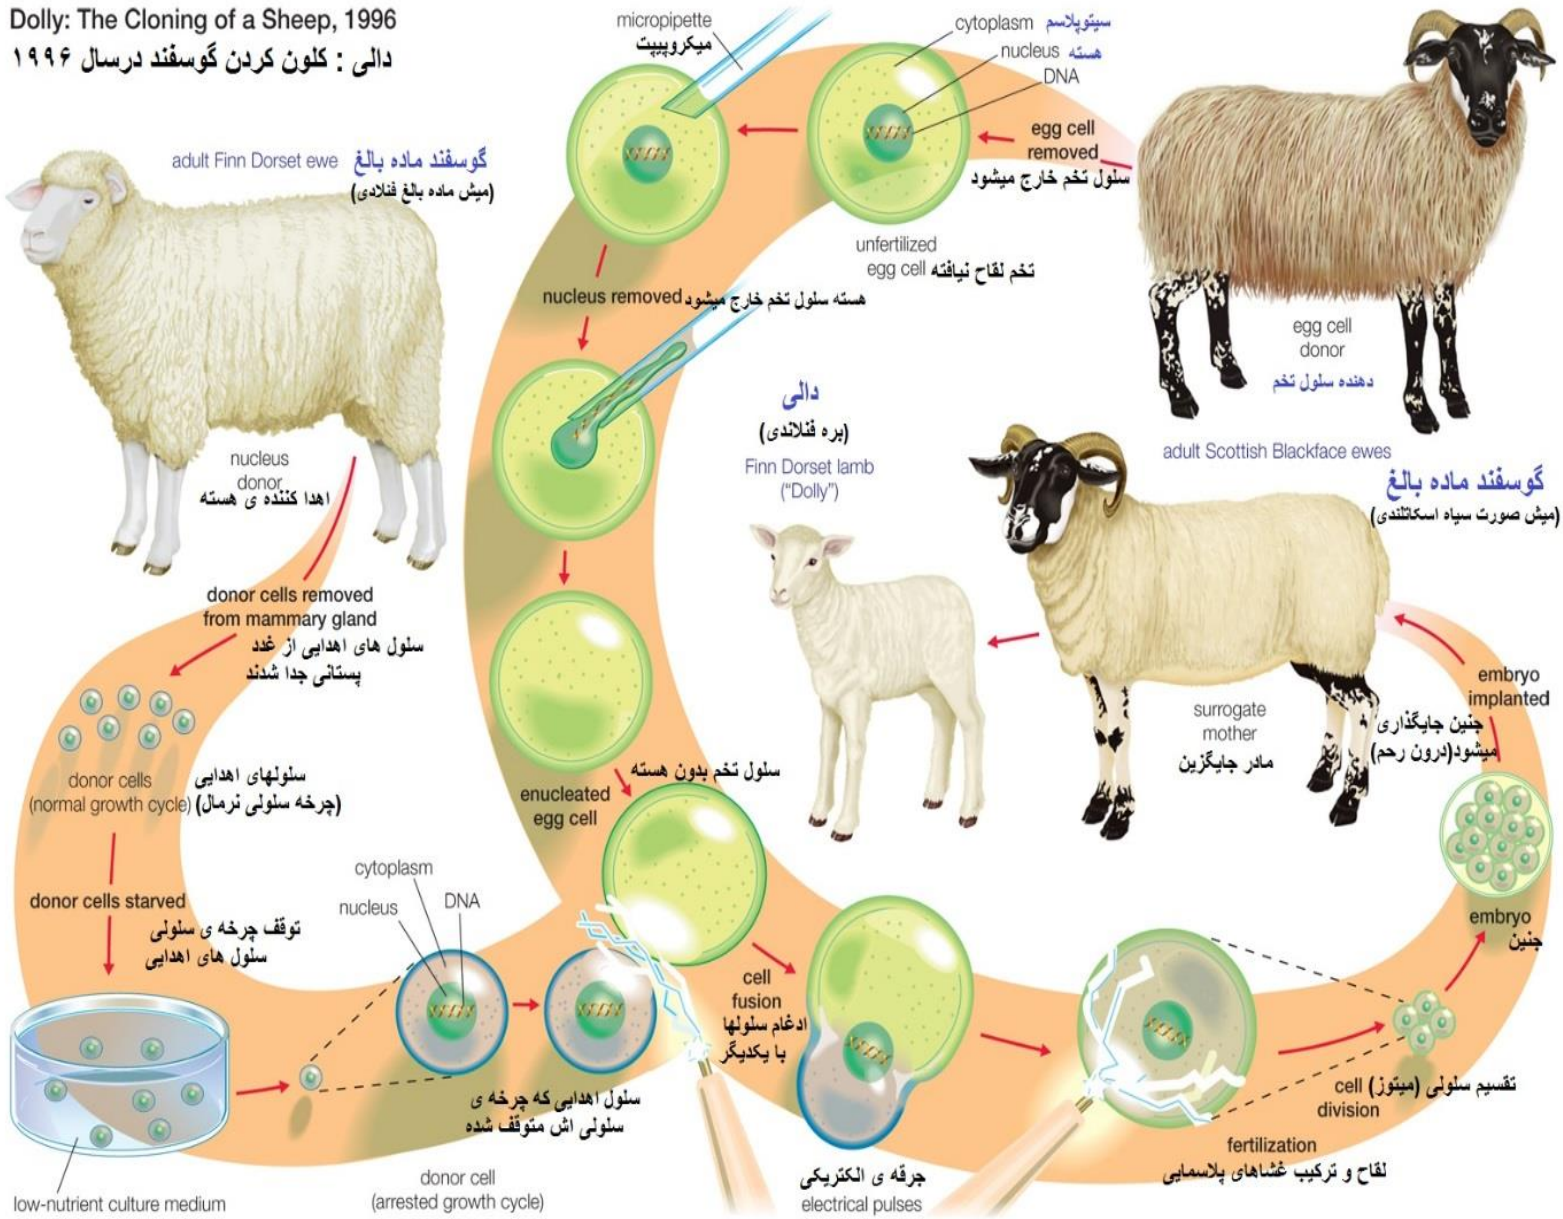 Dolly: The Cloning of a Sheep, 1996
دالی : کلون کردن گوسفند درسال ۱۹۹۶
adult Finn Dorset ewe
گوسفند ماده بالغ
(میش ماده بالغ فنلادی)
nucleus
donor
اهدا کننده ی هسته
donor cells removed
from mammary gland
سلول های اهدایی از غدد
پستانی جدا شدند
donor cells
(normal growth cycle)
سلولهای اهدایی
(چرخه سلولی نرمال)
donor cells starved
توقف چرخه ی سلولی
سلول های اهدایی
low-nutrient culture medium
cytoplasm
nucleus
DNA
سلول اهدایی که چرخه ی
سلولی اش متوقف شده
donor cell
(arrested growth cycle)
micropipette
میکروپیپت
cytoplasm سیتوپلاسم
nucleus هسته
DNA
egg cell
removed
سلول تخم خارج میشود
unfertilized
egg cell تخم لقاح نیافته
nucleus removed هسته سلول تخم خارج میشود
egg cell
donor
دهنده سلول تخم
adult Scottish Blackface ewes
گوسفند ماده بالغ
(میش صورت سیاه اسکاتلندی)
دالی
(بره فنلاندی)
Finn Dorset lamb
("Dolly")
سلول تخم بدون هسته
enucleated
egg cell
cell
fusion
ادغام سلولها
با یکدیگر
جرقه ی الکتریکی
electrical pulses
fertilization
لقاح و ترکیب غشاهای پلاسمایی
cell
division
تقسیم سلولی (میتوز)
embryo
جنین
embryo
implanted
جنین جایگذاری
میشود(درون رحم)
surrogate
mother
مادر جایگزین